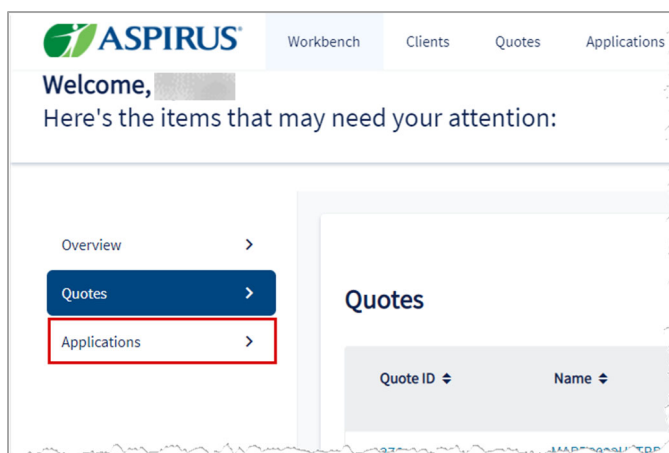 ASPIRUS
Workbench Clients Quotes Applications
Welcome,
Here's the items that may need your attention:
Overview
Quotes
Applications
Quotes
Quote ID Name